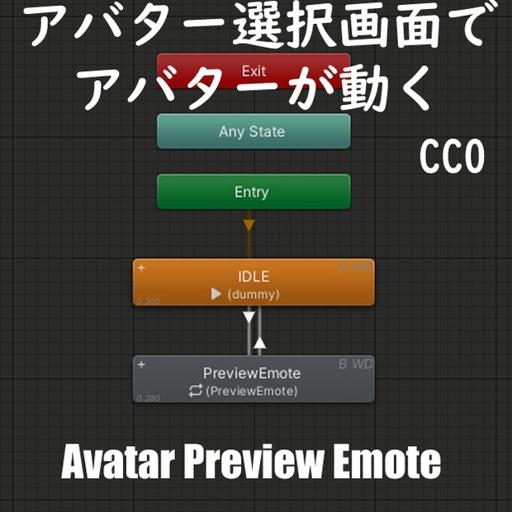 アバター選択画面で
Exit
アバターが動く
Any State
CC0
Entry
IDLE
(dummy)
PreviewEmote
B WD
(PreviewEmote)
Avatar Preview Emote